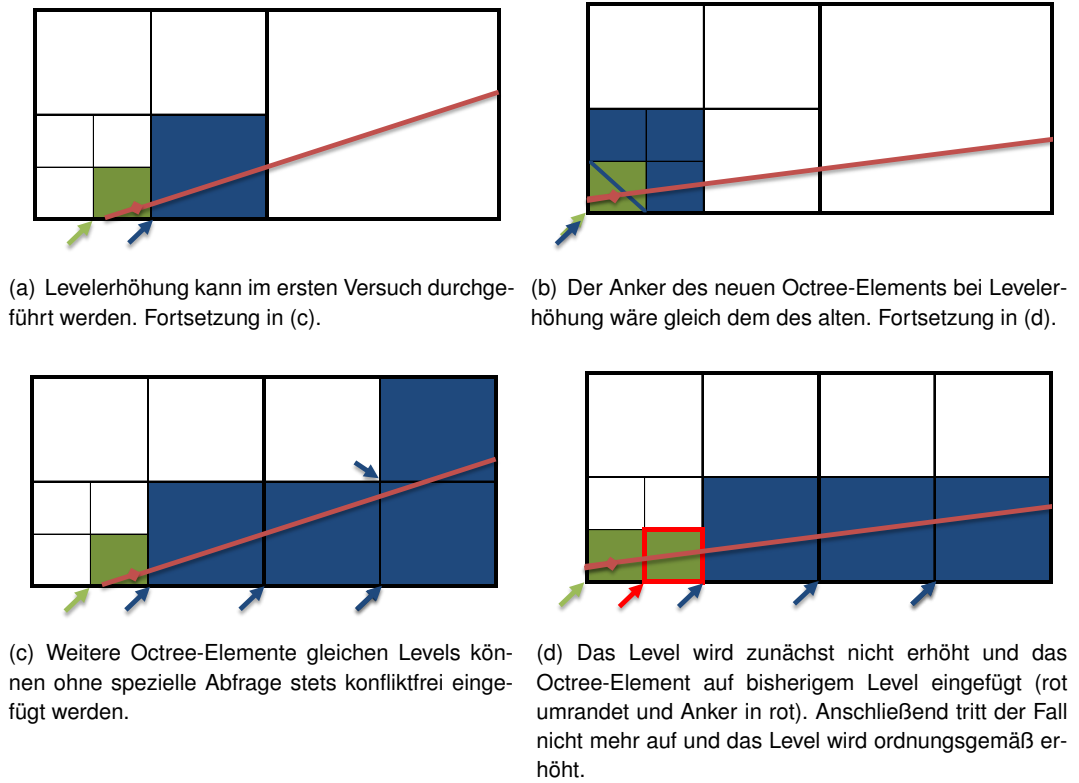 (a) Levelerhöhung kann im ersten Versuch durchge-
führt werden. Fortsetzung in (c).
(b) Der Anker des neuen Octree-Elements bei Leveler-
höhung wäre gleich dem des alten. Fortsetzung in (d).
(c) Weitere Octree-Elemente gleichen Levels kön-
nen ohne spezielle Abfrage stets konfliktfrei einge-
fügt werden.
(d) Das Level wird zunächst nicht erhöht und das
Octree-Element auf bisherigem Level eingefügt (rot
umrandet und Anker in rot). Anschließend tritt der Fall
nicht mehr auf und das Level wird ordnungsgemäß er-
höht.